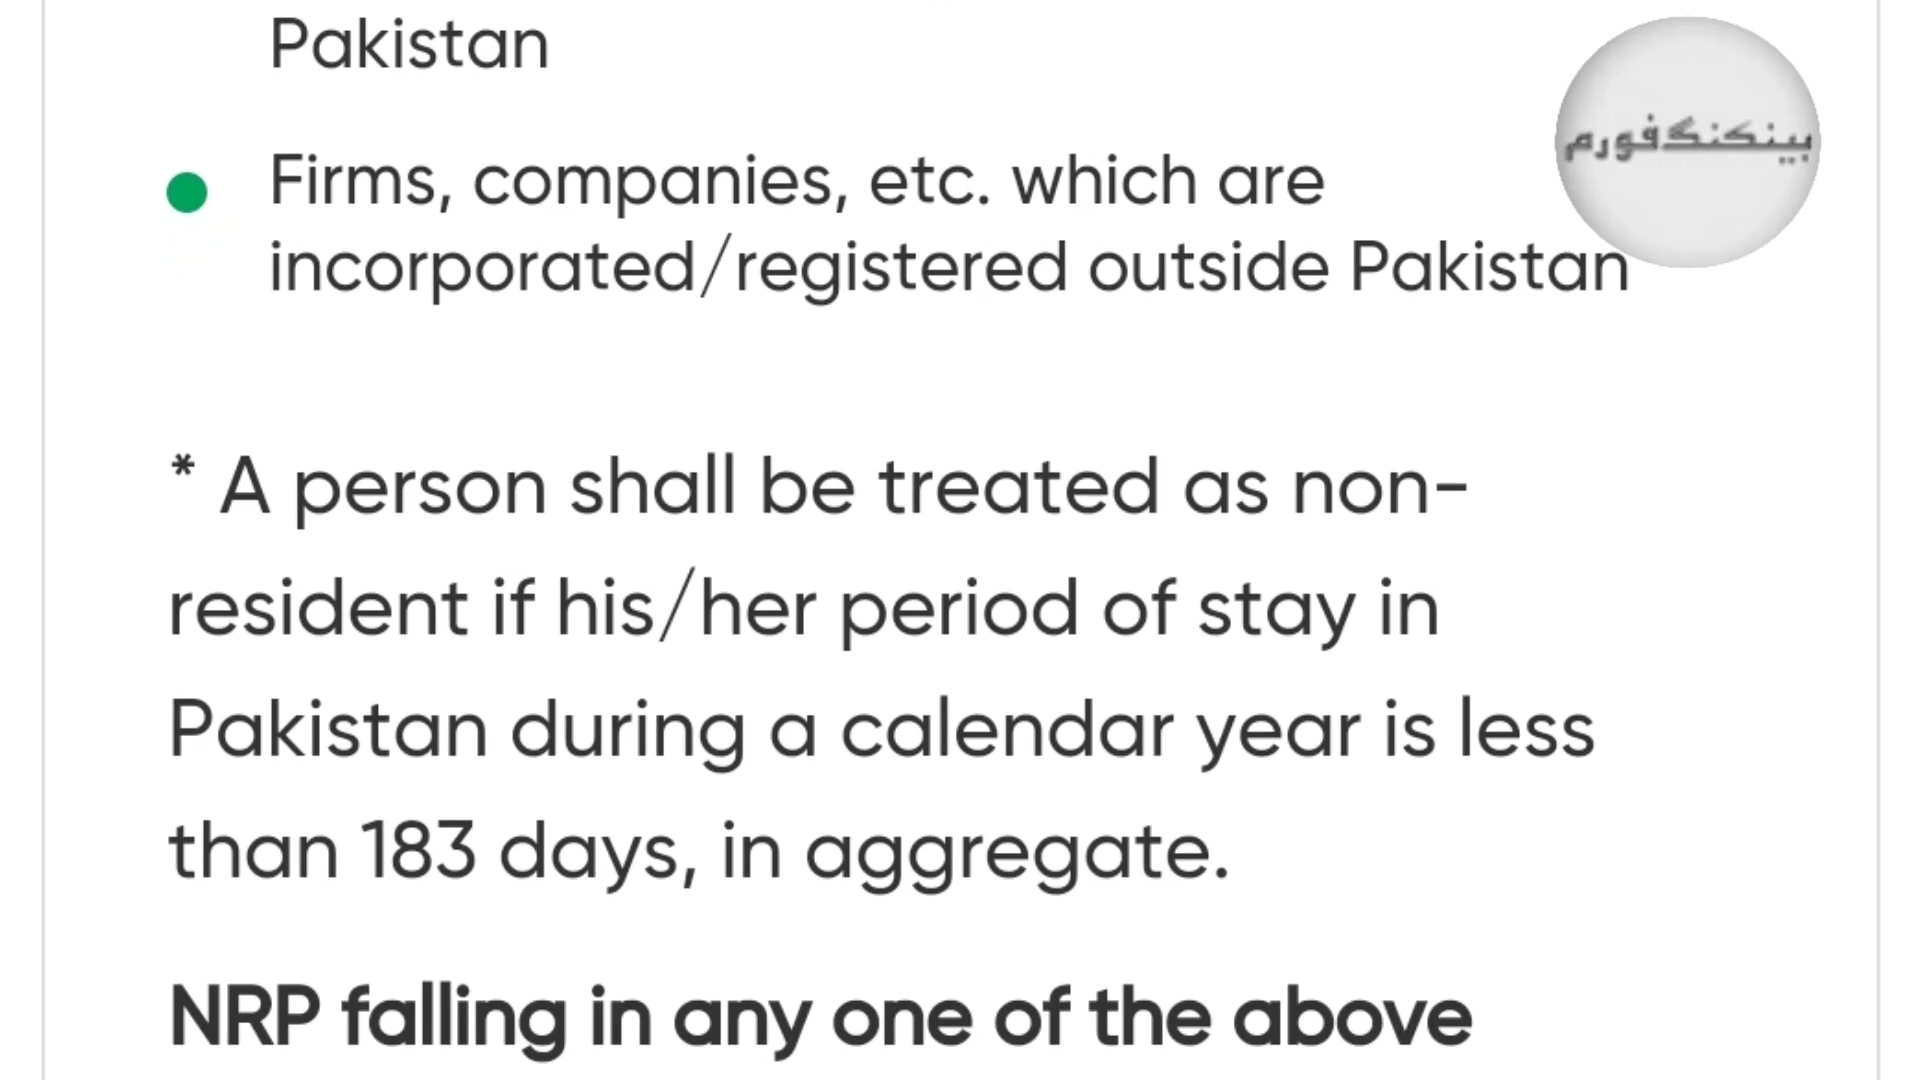 Pakistan
Firms, companies, etc. which are
incorporated/registered outside Pakistan
بینکنگ فورم
* A person shall be treated as non-
resident if his/her period of stay in
Pakistan during a calendar year is less
than 183 days, in aggregate.
NRP falling in any one of the above